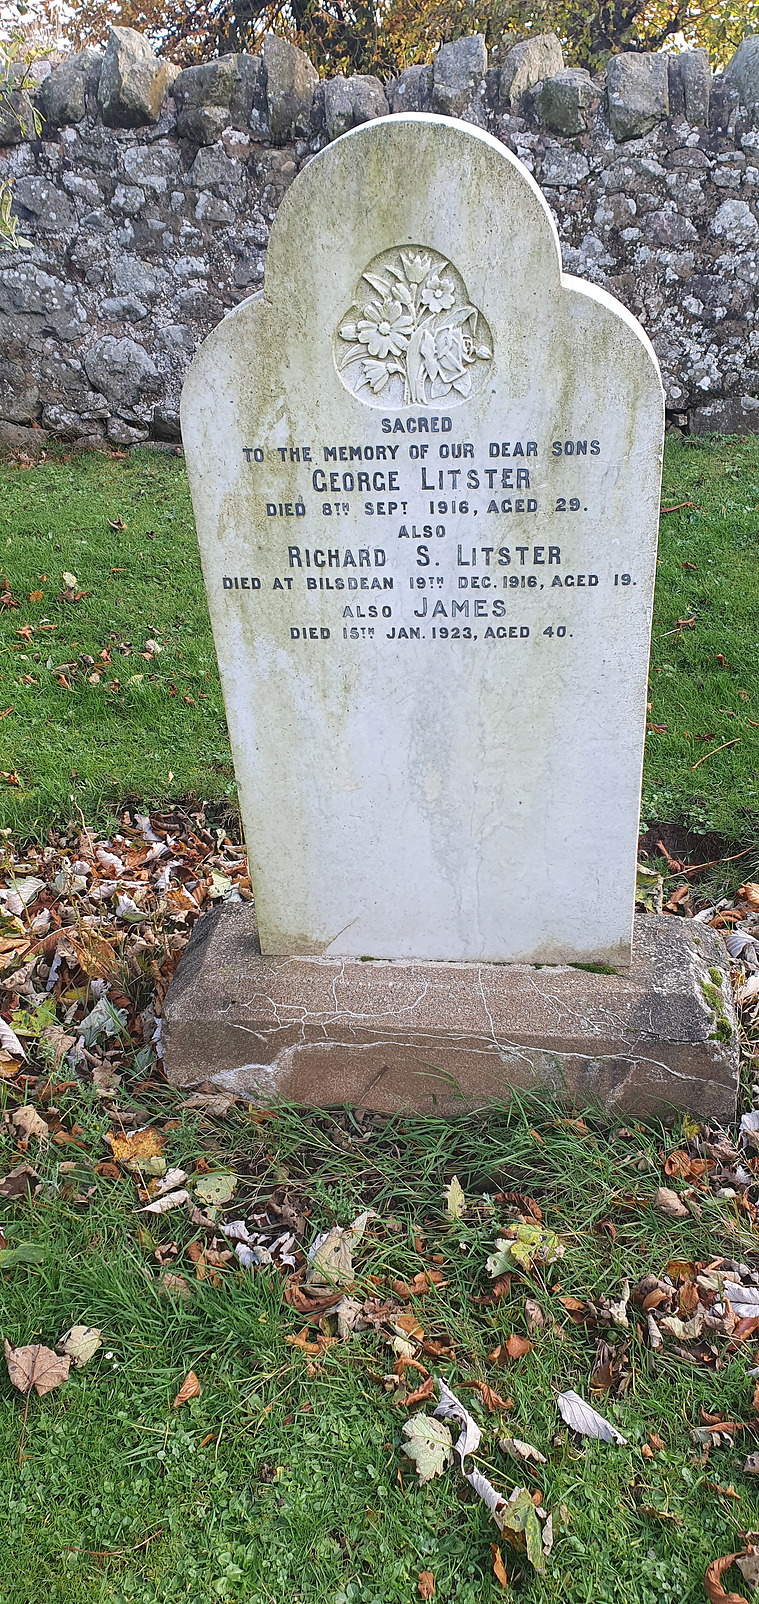 SACRED
TO THE MEMORY OF OUR DEAR SONS
GEORGE LITSTER
DIED 8TH SEPT 1916, AGED 29.
ALSO
RICHARD S. LITSTER
DIED AT BILSDEAN 19TH DEC. 1916, AGED 19.
ALSO JAMES
DIED 15TH JAN. 1923, AGED 40.